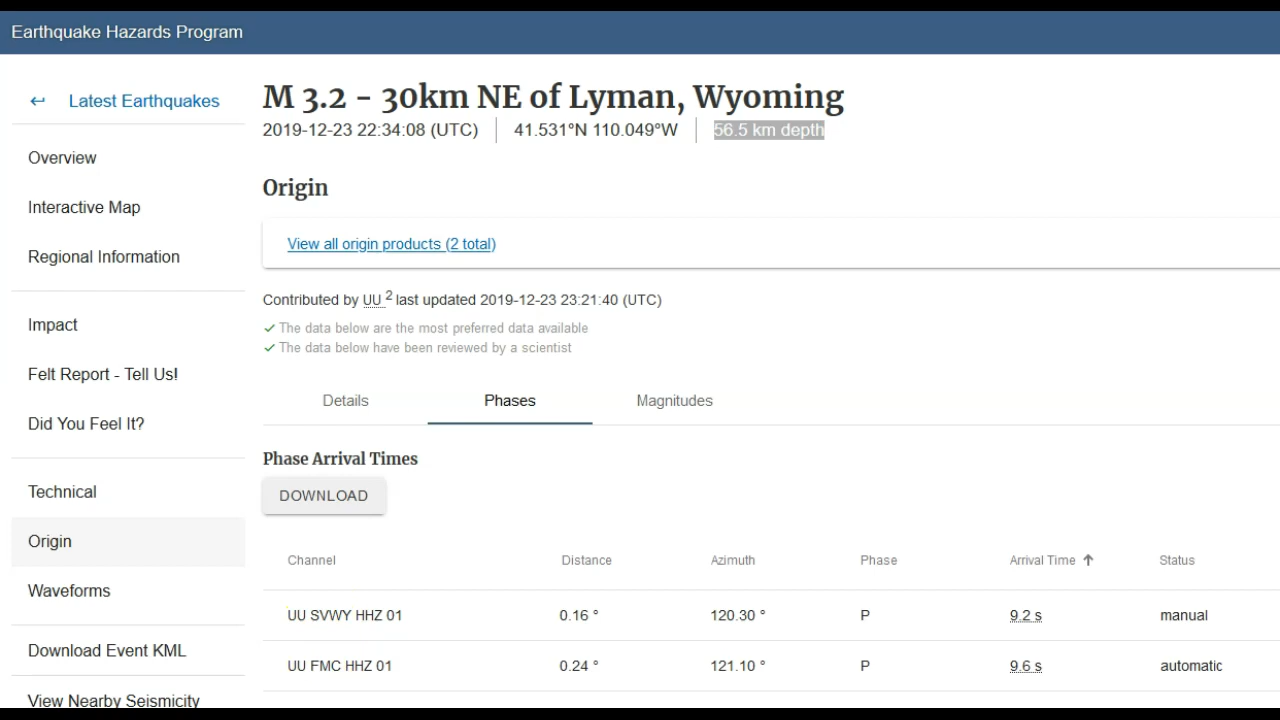 Earthquake Hazards Program
↩ Latest Earthquakes
Overview
Interactive Map
Regional Information
Impact
Felt Report - Tell Us!
Did You Feel It?
Technical
Origin
Waveforms
Download Event KML
View Nearby Seismicity
M 3.2 - 30km NE of Lyman, Wyoming
2019-12-23 22:34:08 (UTC) 41.531°N 110.049°W 56.5 km depth
Origin
View all origin products (2 total)
Contributed by UU 2 last updated 2019-12-23 23:21:40 (UTC)
✓ The data below are the most preferred data available
✓ The data below have been reviewed by a scientist
Details Phases Magnitudes
Phase Arrival Times
DOWNLOAD
Channel Distance Azimuth Phase Arrival Time ↑ Status
UU SVWY HHZ 01 0.16 ° 120.30 ° P 9.2 s manual
UU FMC HHZ 01 0.24 ° 121.10 ° P 9.6 s automatic